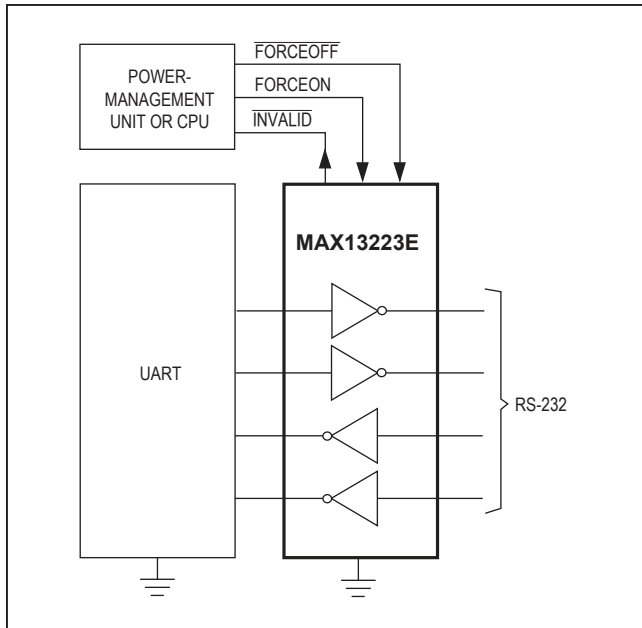 FORCEOFF
POWER-
MANAGEMENT
UNIT OR CPU
FORCEON
INVALID
MAX13223E
UART
RS-232